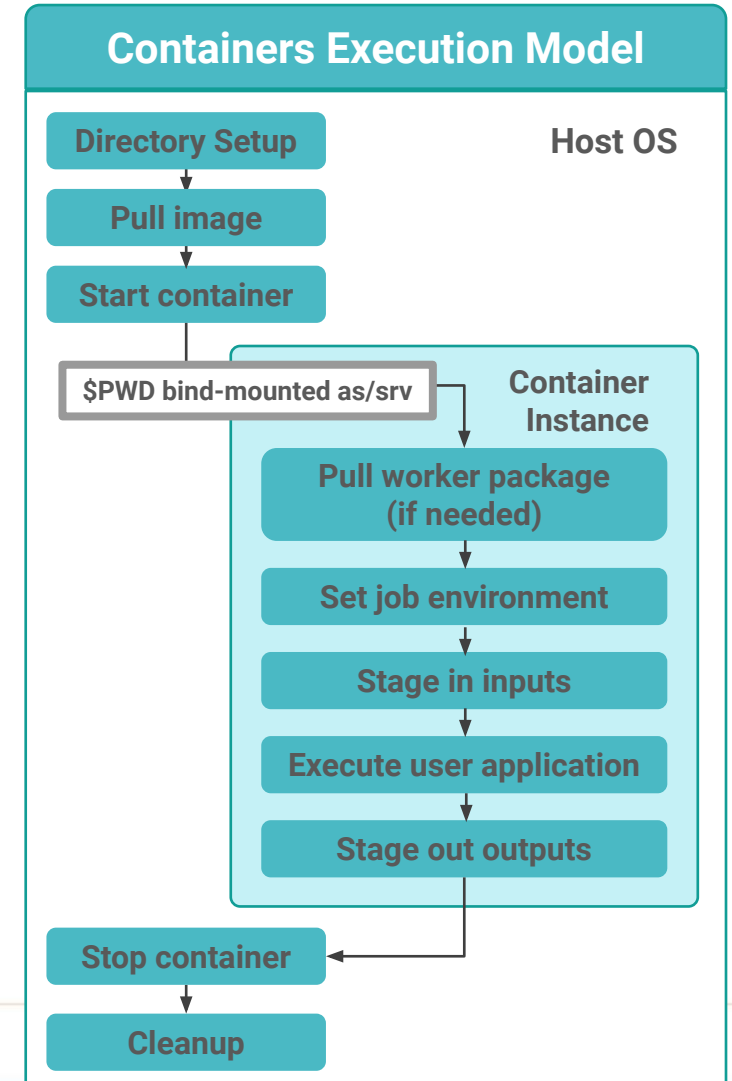 Containers Execution Model
Directory Setup
Host OS
Pull image
Start container
$PWD bind-mounted as/srv
Container
Instance
Pull worker package
(if needed)
Set job environment
Stage in inputs
Execute user application
Stage out outputs
Stop container
Cleanup